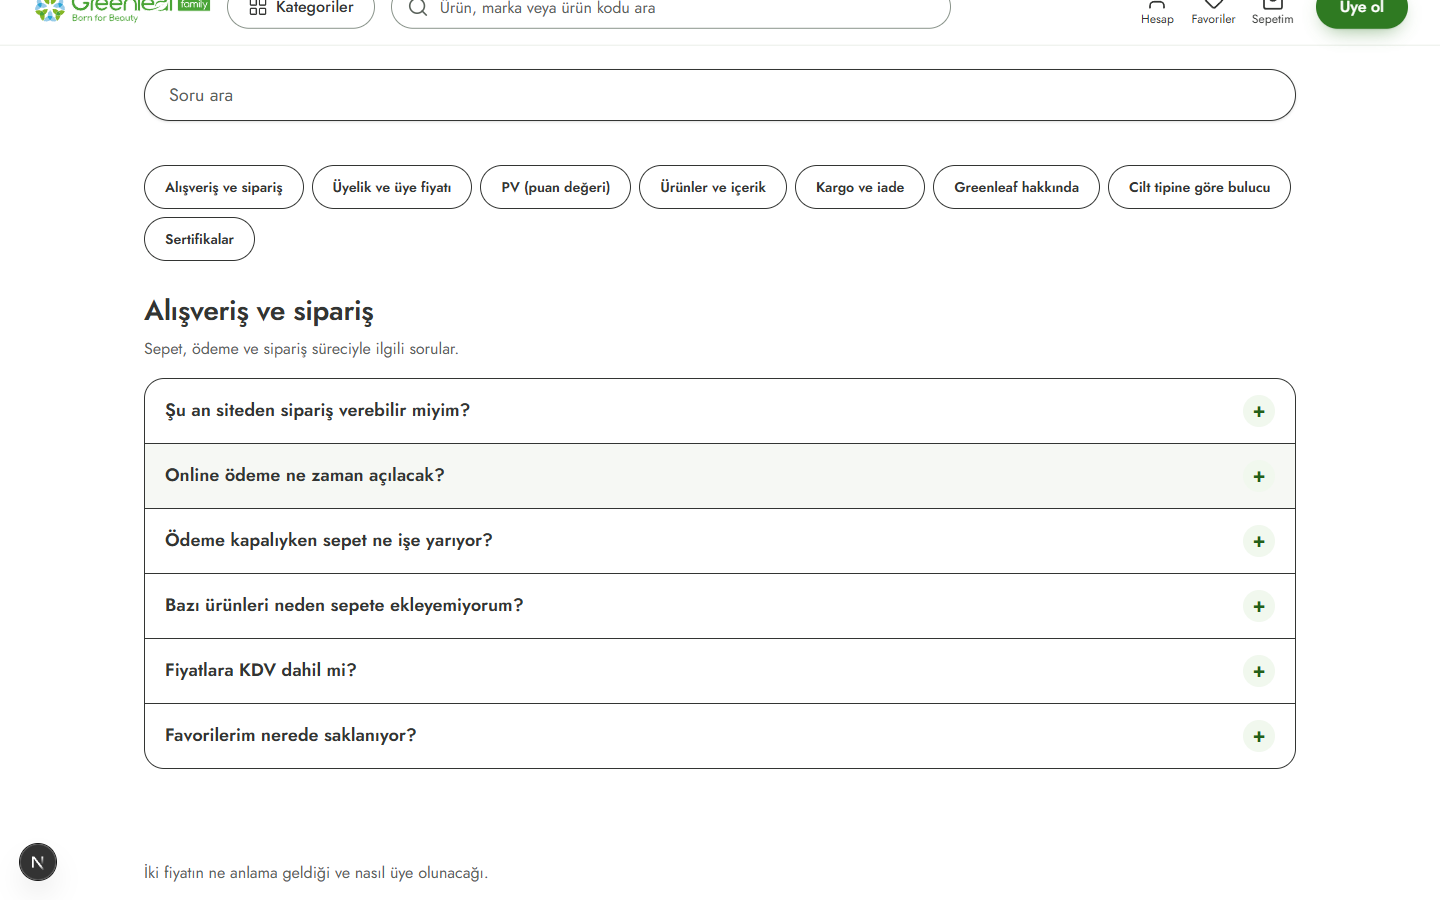 Greenleaf family
Born for Beauty
Kategoriler
Ürün, marka veya ürün kodu ara
Hesap
Favoriler
Sepetim
Üye ol
Soru ara
Alışveriş ve sipariş
Üyelik ve üye fiyatı
PV (puan değeri)
Ürünler ve içerik
Kargo ve iade
Greenleaf hakkında
Cilt tipine göre bulucu
Sertifikalar
Alışveriş ve sipariş
Sepet, ödeme ve sipariş süreciyle ilgili sorular.
Şu an siteden sipariş verebilir miyim?
+
Online ödeme ne zaman açılacak?
+
Ödeme kapalıyken sepet ne işe yarıyor?
+
Bazı ürünleri neden sepete ekleyemiyorum?
+
Fiyatlara KDV dahil mi?
+
Favorilerim nerede saklanıyor?
+
N
İki fiyatın ne anlama geldiği ve nasıl üye olunacağı.